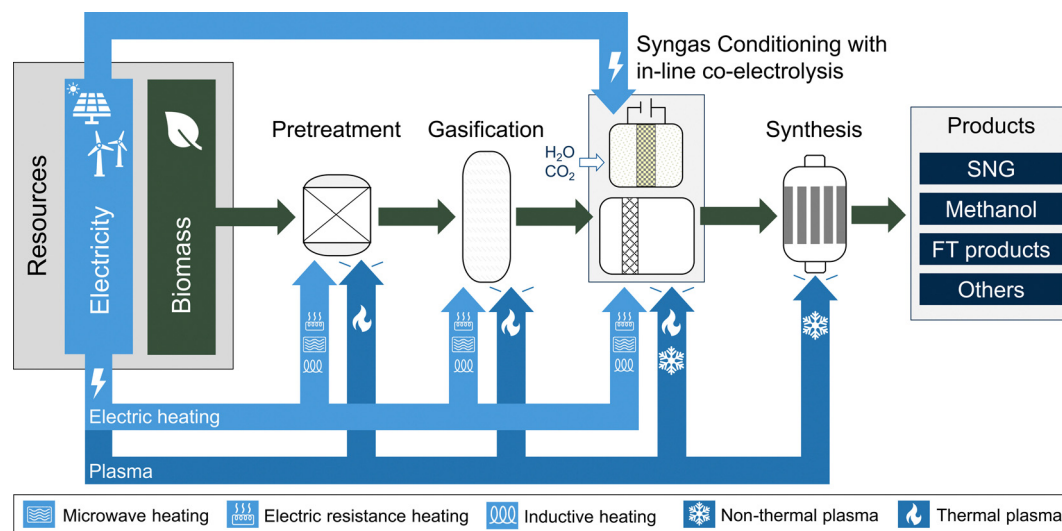 Syngas Conditioning with
in-line co-electrolysis
Resources
Electricity
Biomass
Pretreatment
Gasification
H₂O
CO₂
Synthesis
Products
SNG
Methanol
FT products
Others
Electric heating
Plasma
Microwave heating
Electric resistance heating
Inductive heating
Non-thermal plasma
Thermal plasma